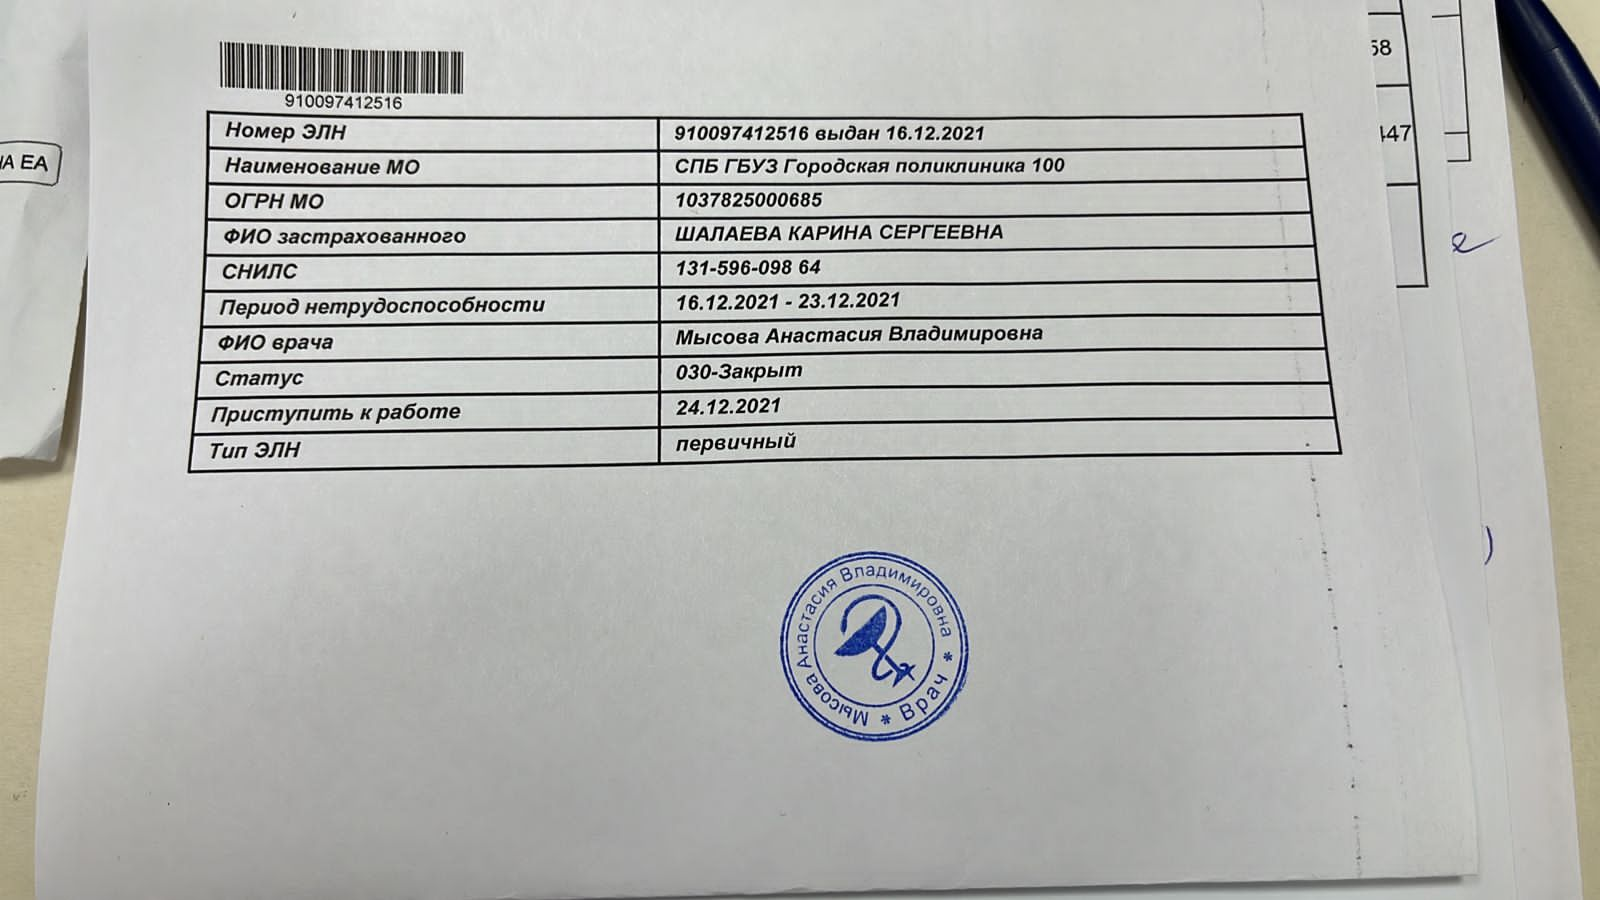 910097412516
Номер ЭЛН 910097412516 выдан 16.12.2021
Наименование МО СПБ ГБУЗ Городская поликлиника 100
ОГРН МО 1037825000685
ФИО застрахованного ШАЛАЕВА КАРИНА СЕРГЕЕВНА
СНИЛС 131-596-098 64
Период нетрудоспособности 16.12.2021 - 23.12.2021
ФИО врача Мысова Анастасия Владимировна
Статус 030-Закрыт
Приступить к работе 24.12.2021
Тип ЭЛН первичный
Мысова Анастасия Владимировна
* Врач *
ЕА
58
447